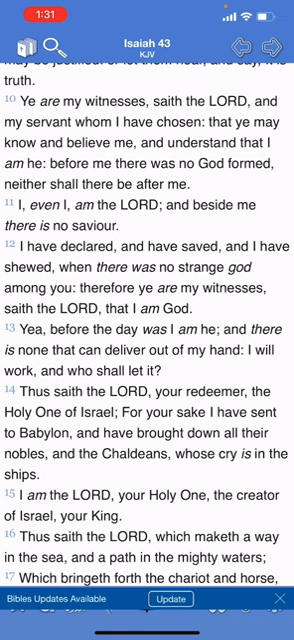 1:31
Isaiah 43
KJV
truth.
10 Ye are my witnesses, saith the LORD, and
my servant whom I have chosen: that ye may
know and believe me, and understand that I
am he: before me there was no God formed,
neither shall there be after me.
11 I, even I, am the LORD; and beside me
there is no saviour.
12 I have declared, and have saved, and I have
shewed, when there was no strange god
among you: therefore ye are my witnesses,
saith the LORD, that I am God.
13 Yea, before the day was I am he; and there
is none that can deliver out of my hand: I will
work, and who shall let it?
14 Thus saith the LORD, your redeemer, the
Holy One of Israel; For your sake I have sent
to Babylon, and have brought down all their
nobles, and the Chaldeans, whose cry is in the
ships.
15 I am the LORD, your Holy One, the creator
of Israel, your King.
16 Thus saith the LORD, which maketh a way
in the sea, and a path in the mighty waters;
17 Which bringeth forth the chariot and horse,
Bibles Updates Available
Update